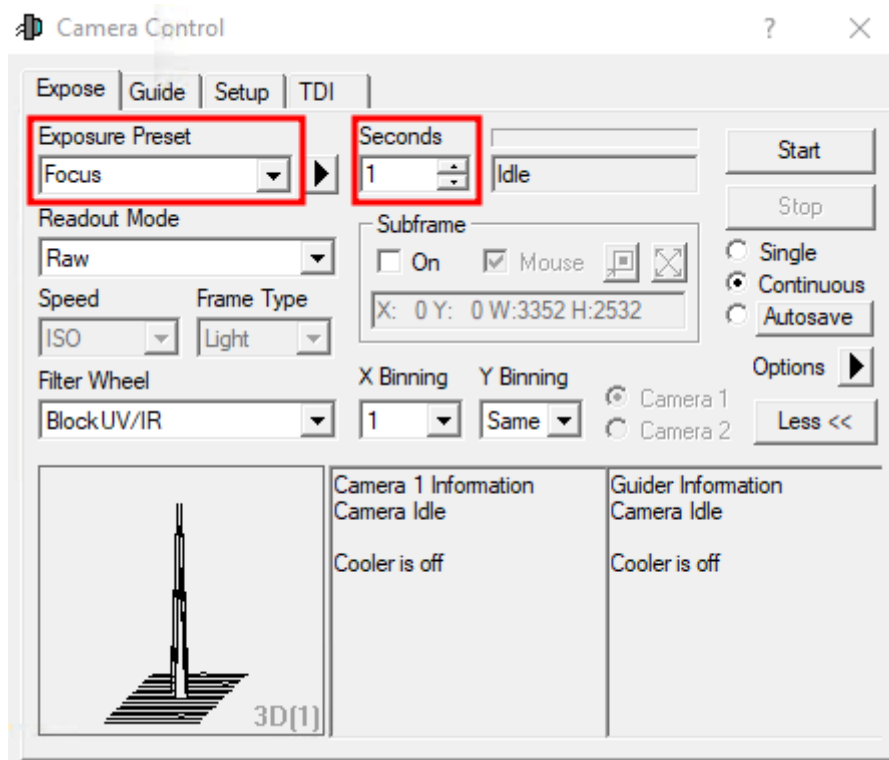 Camera Control
Expose Guide Setup TDI
Exposure Preset
Focus
Seconds
1
Idle
Start
Stop
Readout Mode
Raw
Subframe
On Mouse
X: 0 Y: 0 W:3352 H:2532
Single
Continuous
Autosave
Speed Frame Type
ISO Light
Filter Wheel
BlockUV/IR
X Binning Y Binning
1 Same
Camera 1
Camera 2
Options
Less <<
3D(1)
Camera 1 Information
Camera Idle
Cooler is off
Guider Information
Camera Idle
Cooler is off